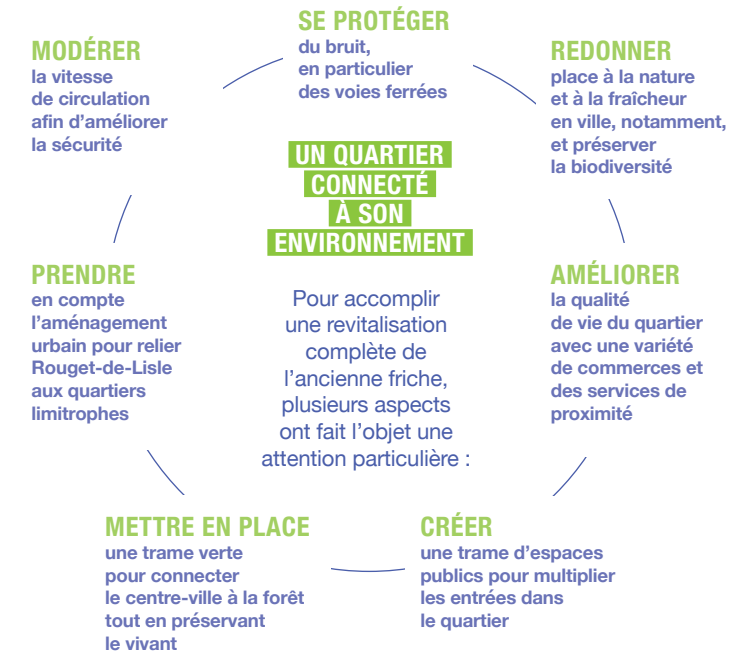 SE PROTÉGER
du bruit,
en particulier
des voies ferrées
MODÉRER
la vitesse
de circulation
afin d’améliorer
la sécurité
REDONNER
place à la nature
et à la fraîcheur
en ville, notamment,
et préserver
la biodiversité
UN QUARTIER
CONNECTÉ
À SON
ENVIRONNEMENT
Pour accomplir
une revitalisation
complète de
l’ancienne friche,
plusieurs aspects
ont fait l’objet une
attention particulière :
PRENDRE
en compte
l’aménagement
urbain pour relier
Rouget-de-Lisle
aux quartiers
limitrophes
AMÉLIORER
la qualité
de vie du quartier
avec une variété
de commerces et
des services de
proximité
METTRE EN PLACE
une trame verte
pour connecter
le centre-ville à la forêt
tout en préservant
le vivant
CRÉER
une trame d’espaces
publics pour multiplier
les entrées dans
le quartier